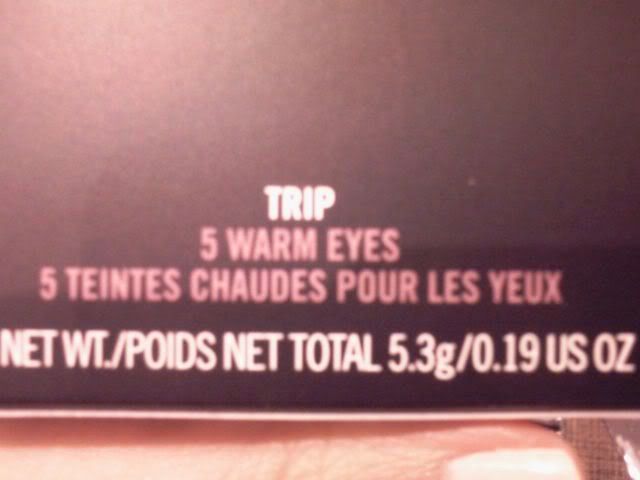 TRIP
5 WARM EYES
5 TEINTES CHAUDES POUR LES YEUX
NET WT./POIDS NET TOTAL 5.3g/0.19 US OZ